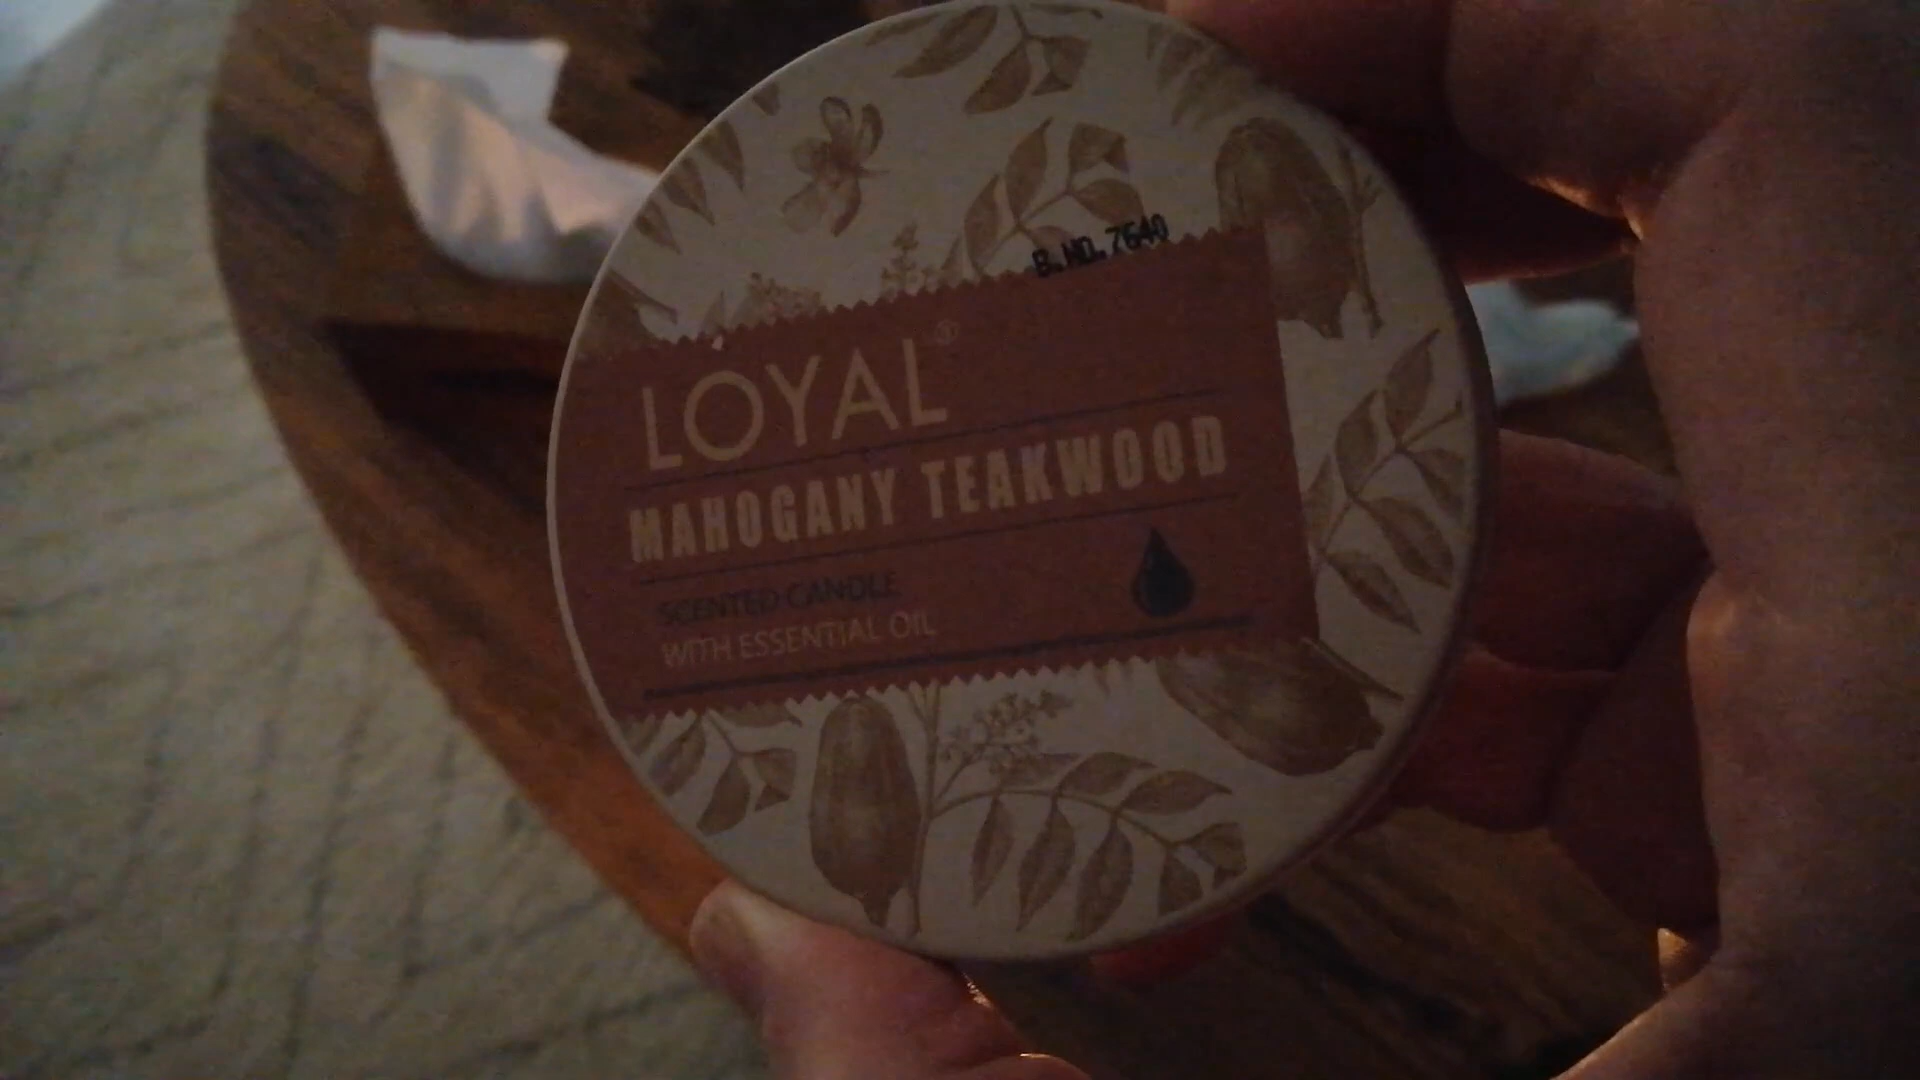 B. NO. 7640
LOYAL®
MAHOGANY TEAKWOOD
SCENTED CANDLE
WITH ESSENTIAL OIL